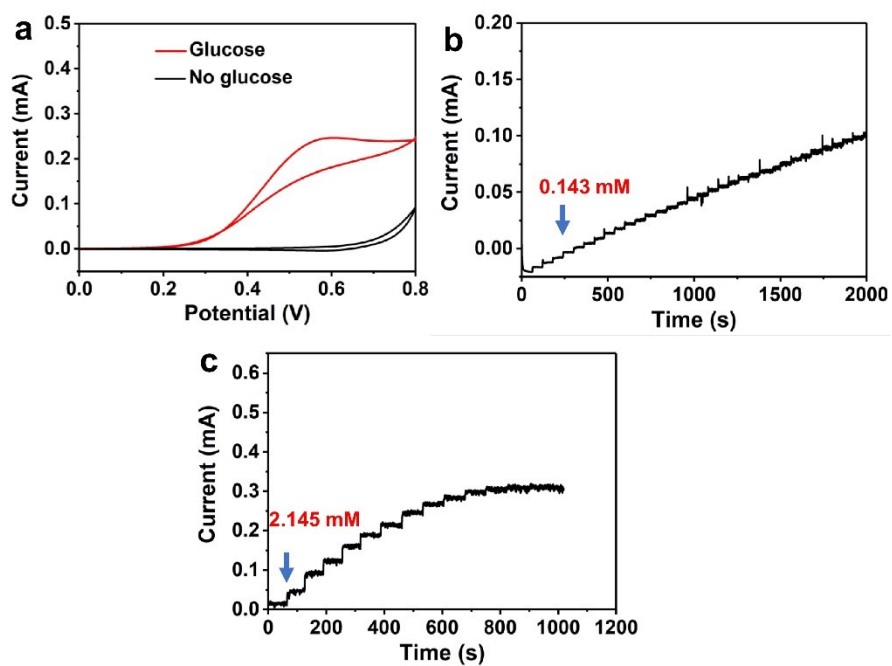 a
Glucose
No glucose
0.5
0.4
0.3
0.2
0.1
0.0
Current (mA)
0.0 0.2 0.4 0.6 0.8
Potential (V)
b
0.143 mM
0.20
0.15
0.10
0.05
0.00
Current (mA)
0 500 1000 1500 2000
Time (s)
c
2.145 mM
0.6
0.5
0.4
0.3
0.2
0.1
0.0
Current (mA)
0 200 400 600 800 1000 1200
Time (s)